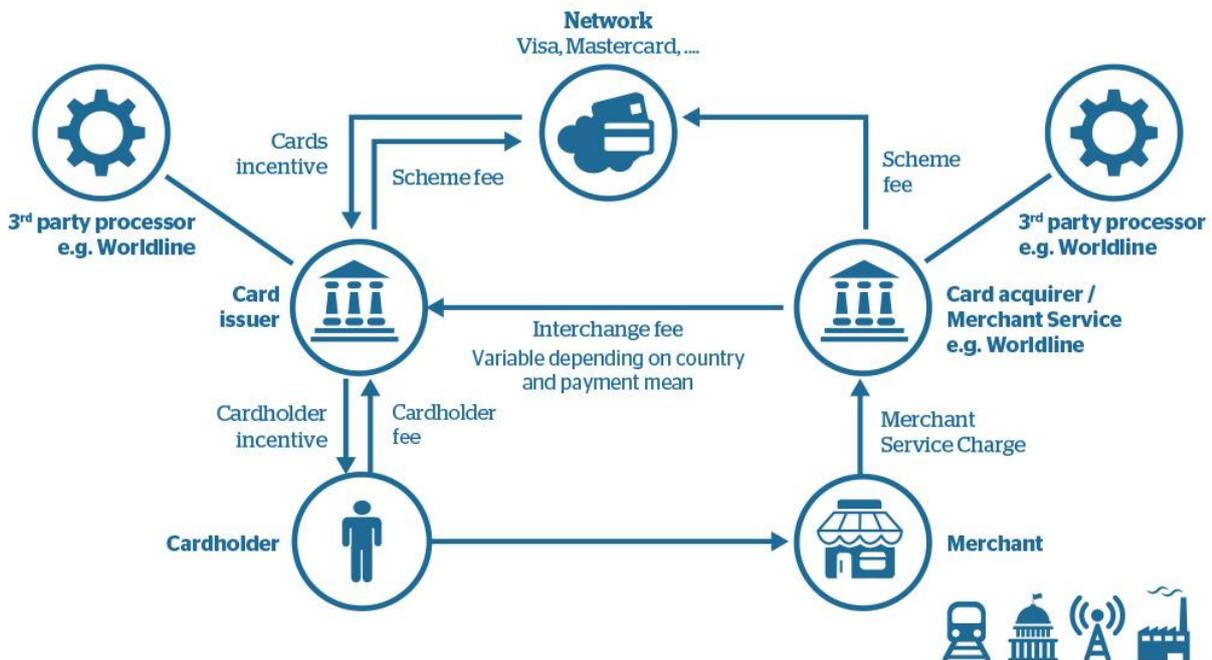 Network
Visa, Mastercard, ....
Cards
incentive
Scheme fee
Scheme
fee
3rd party processor
e.g. Worldline
3rd party processor
e.g. Worldline
Card
issuer
Interchange fee
Variable depending on country
and payment mean
Card acquirer /
Merchant Service
e.g. Worldline
Cardholder
incentive
Cardholder
fee
Merchant
Service Charge
Cardholder
Merchant